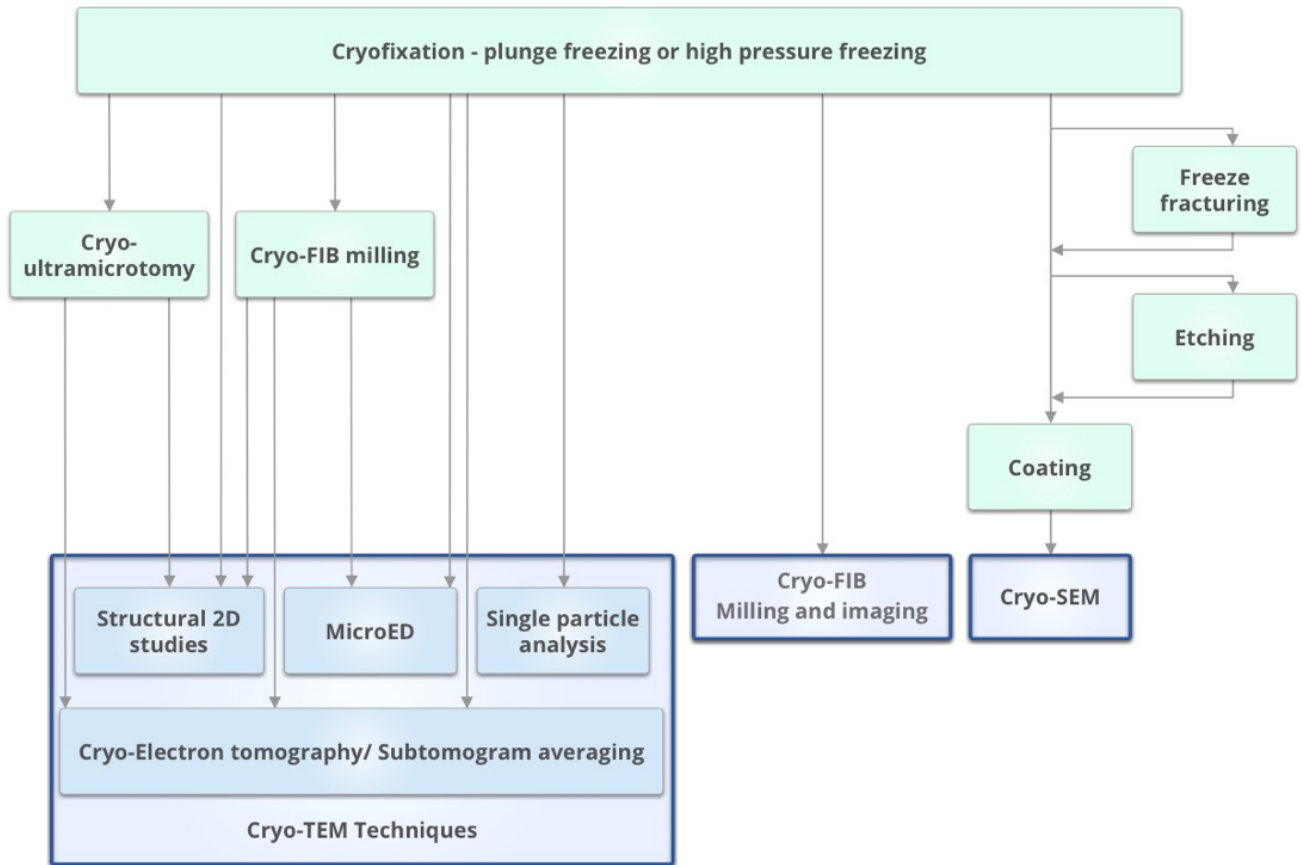 Cryofixation - plunge freezing or high pressure freezing
Freeze
fracturing
Cryo-
ultramicrotomy
Cryo-FIB milling
Etching
Coating
Structural 2D
studies
MicroED
Single particle
analysis
Cryo-FIB
Milling and imaging
Cryo-SEM
Cryo-Electron tomography/ Subtomogram averaging
Cryo-TEM Techniques